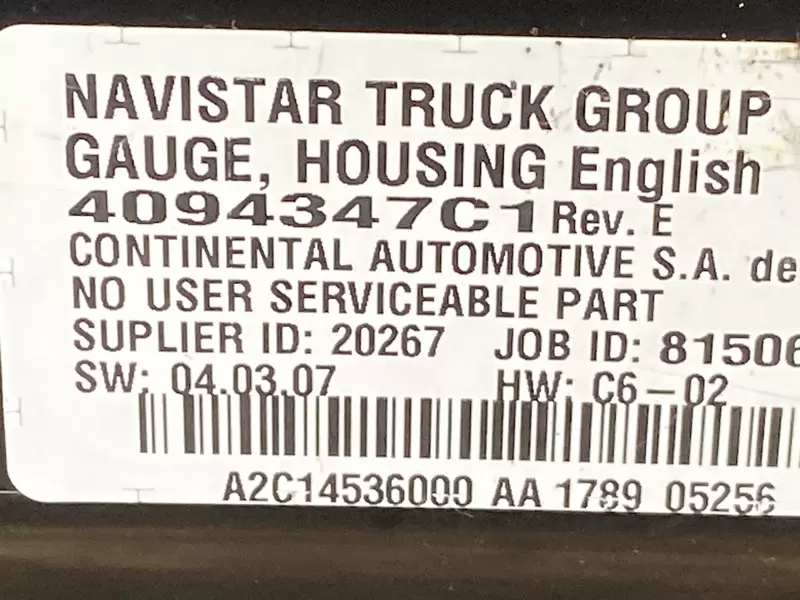 NAVISTAR TRUCK GROUP
GAUGE, HOUSING English
4094347C1 Rev. E
CONTINENTAL AUTOMOTIVE S.A. de
NO USER SERVICEABLE PART
SUPLIER ID: 20267 JOB ID: 81506
SW: 04.03.07 HW: C6-02
A2C14536000 AA 1789 05256